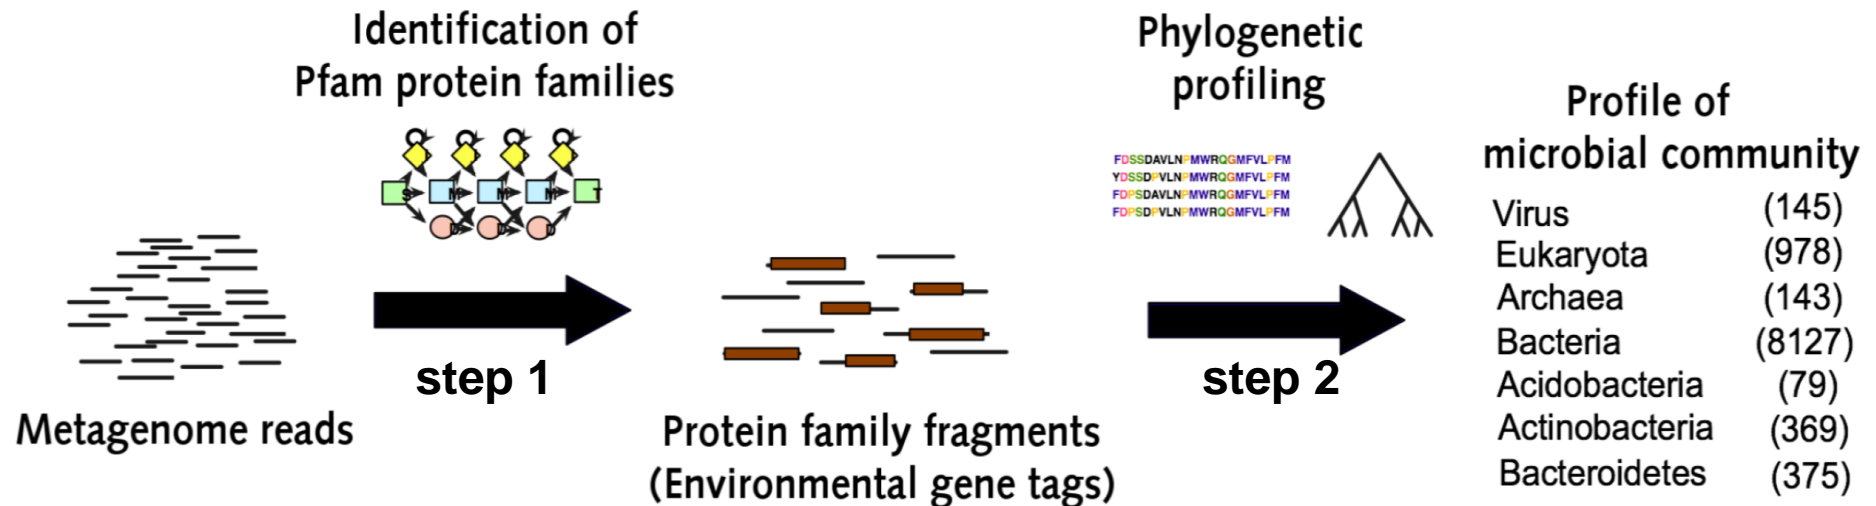 Identification of
Pfam protein families
S M M M T
D D D
Metagenome reads
step 1
Protein family fragments
(Environmental gene tags)
Phylogenetic
profiling
FDSSDAVLNPMWRQGMFVLPFM
YDSSDPVLNPMWRQGMFVLPFM
FDPSDAVLNPMWRQGMFVLPFM
FDPSDPVLNPMWRQGMFVLPFM
step 2
Profile of
microbial community
Virus (145)
Eukaryota (978)
Archaea (143)
Bacteria (8127)
Acidobacteria (79)
Actinobacteria (369)
Bacteroidetes (375)